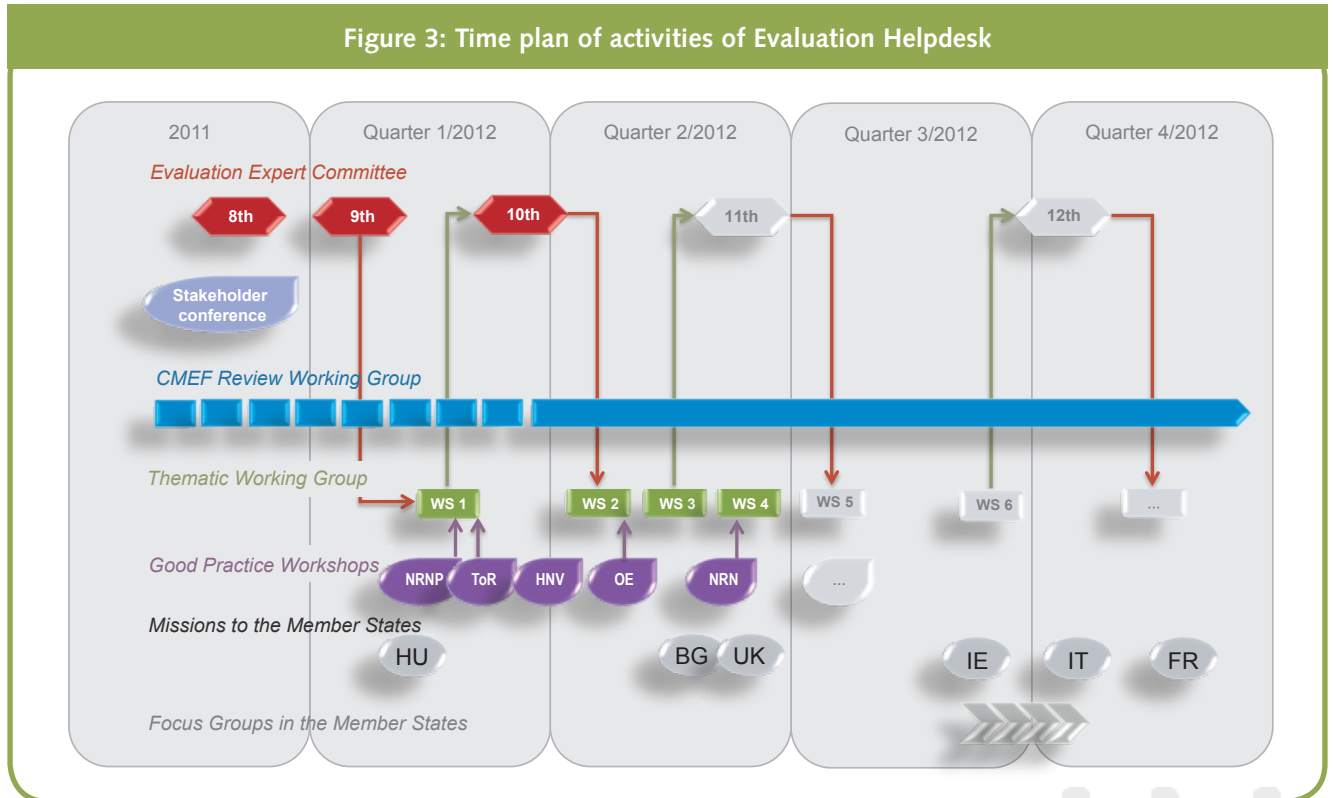 Figure 3: Time plan of activities of Evaluation Helpdesk
2011
Quarter 1/2012
Quarter 2/2012
Quarter 3/2012
Quarter 4/2012
Evaluation Expert Committee
8th
9th
10th
11th
12th
Stakeholder
conference
CMEF Review Working Group
Thematic Working Group
WS 1
WS 2
WS 3
WS 4
WS 5
WS 6
...
Good Practice Workshops
NRNP
ToR
HNV
OE
NRN
...
Missions to the Member States
HU
BG
UK
IE
IT
FR
Focus Groups in the Member States